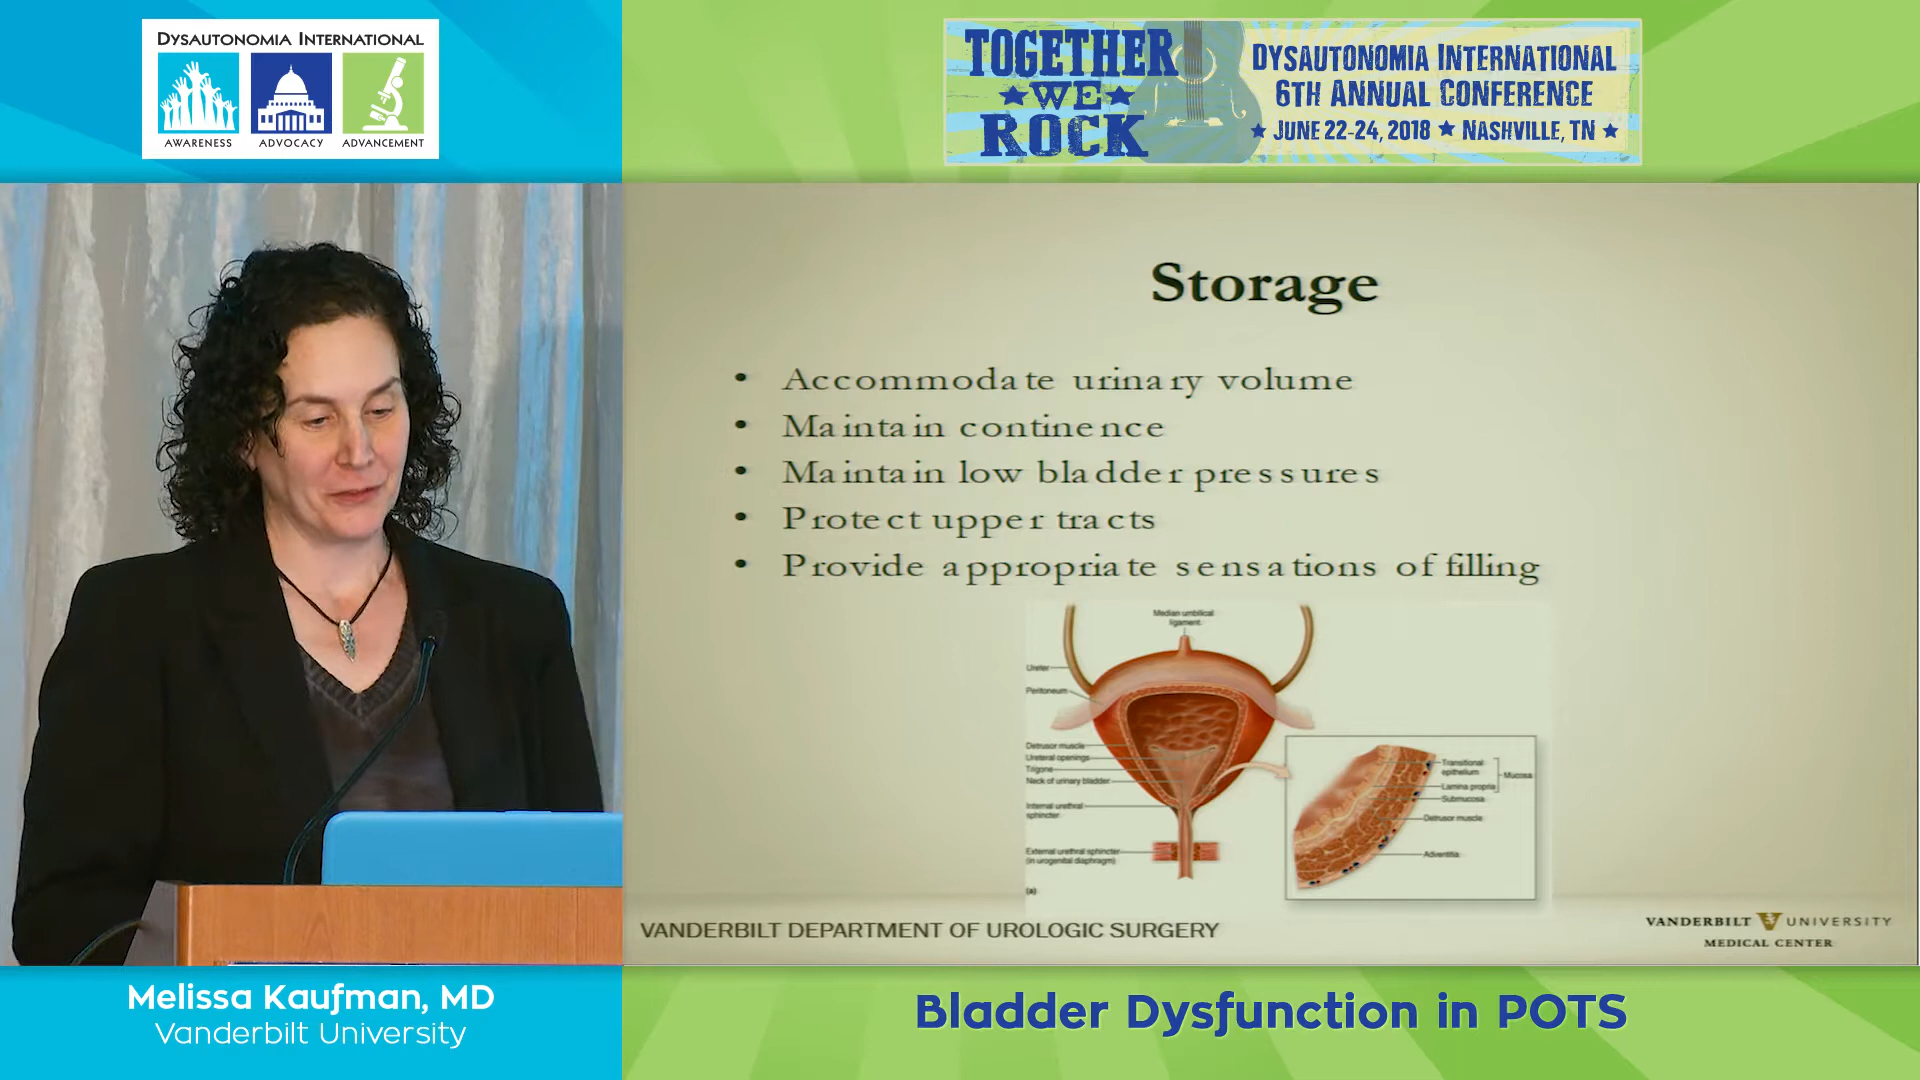 DYSAUTONOMIA INTERNATIONAL
AWARENESS ADVOCACY ADVANCEMENT
TOGETHER
WE
ROCK
DYSAUTONOMIA INTERNATIONAL
6TH ANNUAL CONFERENCE
JUNE 22-24, 2018 NASHVILLE, TN
Storage
• Accommodate urinary volume
• Maintain continence
• Maintain low bladder pressures
• Protect upper tracts
• Provide appropriate sensations of filling
Median umbilical
ligament
Ureter
Peritoneum
Detrusor muscle
Ureteral openings
Trigone
Neck of urinary bladder
Internal urethral
sphincter
External urethral sphincter
(in urogenital diaphragm)
(a)
Transitional
epithelium
Mucosa
Lamina propria
Submucosa
Detrusor muscle
Adventitia
VANDERBILT DEPARTMENT OF UROLOGIC SURGERY
VANDERBILT UNIVERSITY
MEDICAL CENTER
Melissa Kaufman, MD
Vanderbilt University
Bladder Dysfunction in POTS